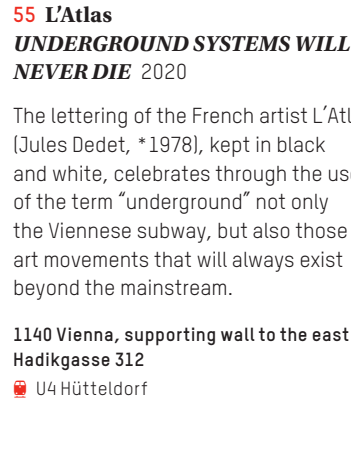 55 L’Atlas
UNDERGROUND SYSTEMS WILL
NEVER DIE 2020
The lettering of the French artist L’Atl
(Jules Dedet, *1978), kept in black
and white, celebrates through the use
of the term “underground” not only
the Viennese subway, but also those
art movements that will always exist
beyond the mainstream.
1140 Vienna, supporting wall to the east
Hadikgasse 312
U4 Hütteldorf